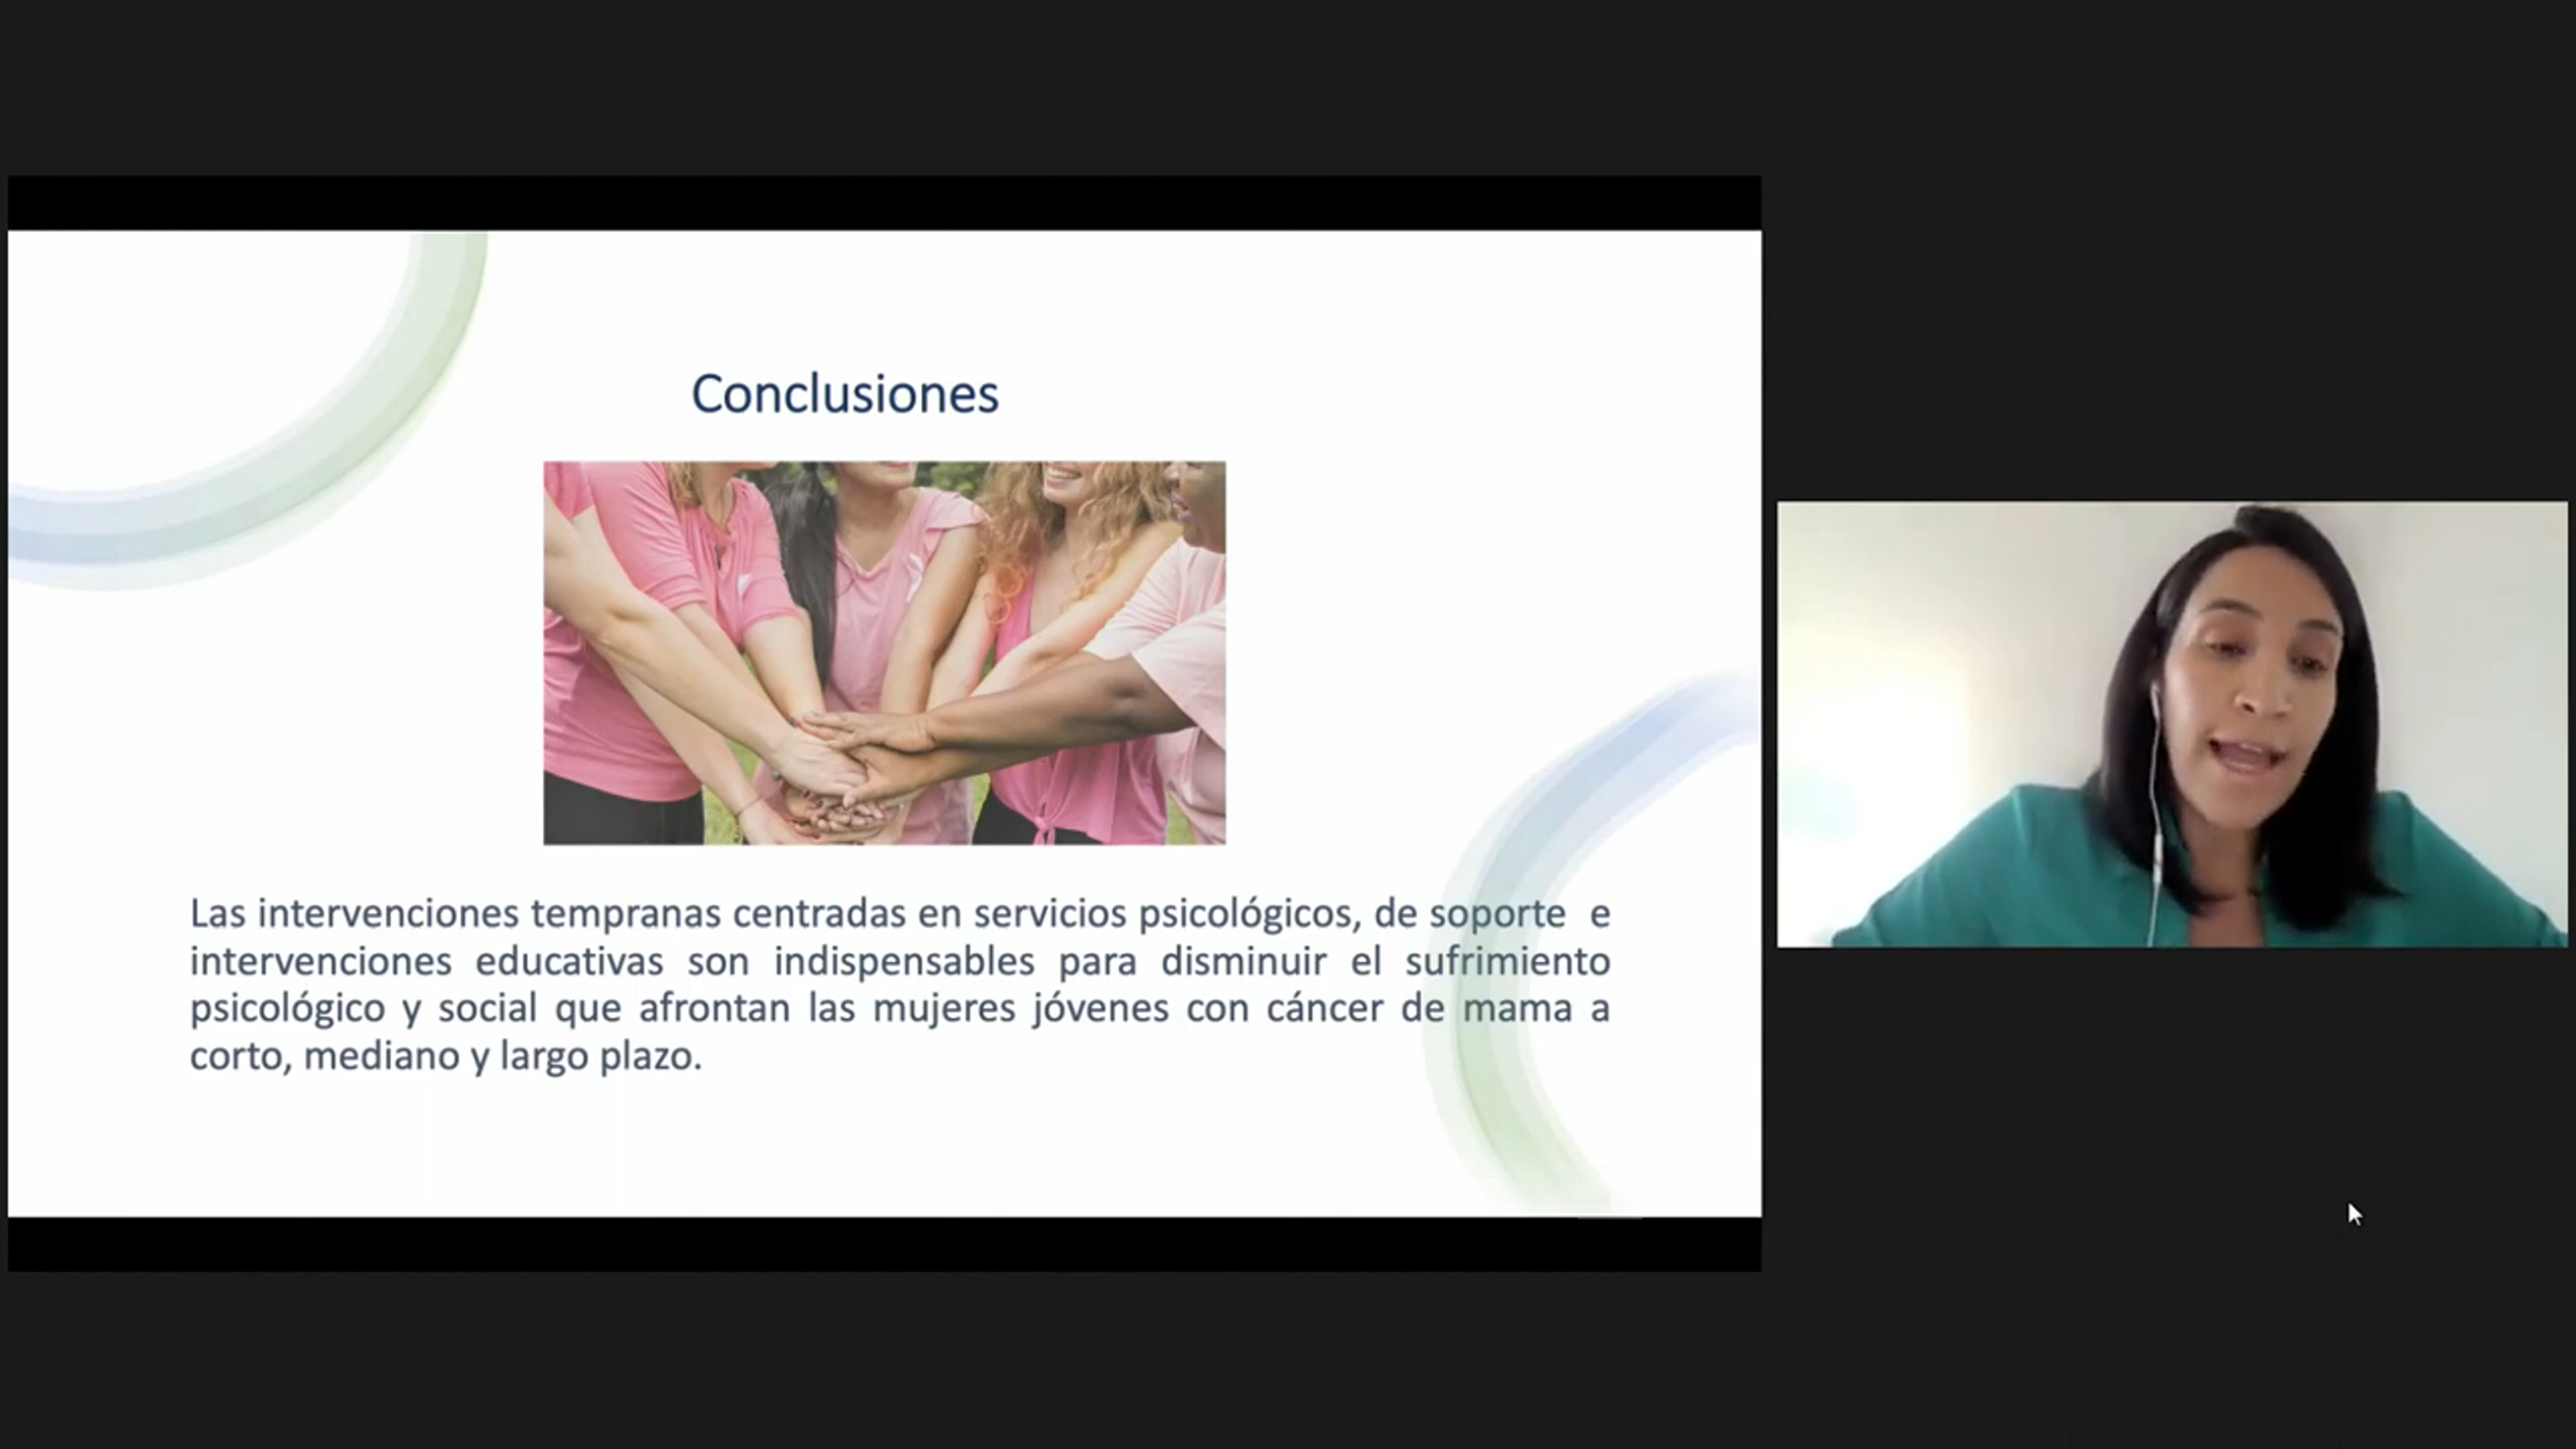 Conclusiones
Las intervenciones tempranas centradas en servicios psicológicos, de soporte e
intervenciones educativas son indispensables para disminuir el sufrimiento
psicológico y social que afrontan las mujeres jóvenes con cáncer de mama a
corto, mediano y largo plazo.